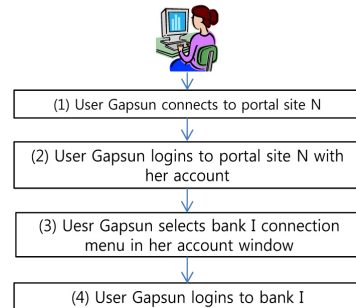 (1) User Gapsun connects to portal site N
(2) User Gapsun logins to portal site N with
her account
(3) Uesr Gapsun selects bank I connection
menu in her account window
(4) User Gapsun logins to bank I